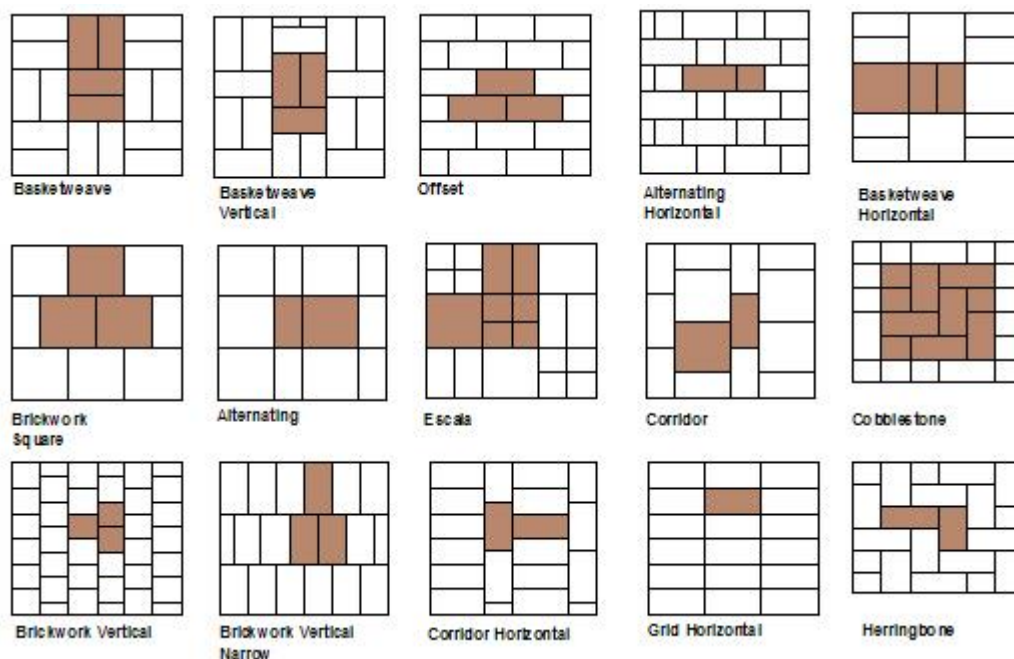 Basketweave
Basketweave
Vertical
Offset
Alternating
Horizontal
Basketweave
Horizontal
Brickwork
Square
Alternating
Escala
Corridor
Cobblestone
Brickwork Vertical
Brickwork Vertical
Narrow
Corridor Horizontal
Grid Horizontal
Herringbone